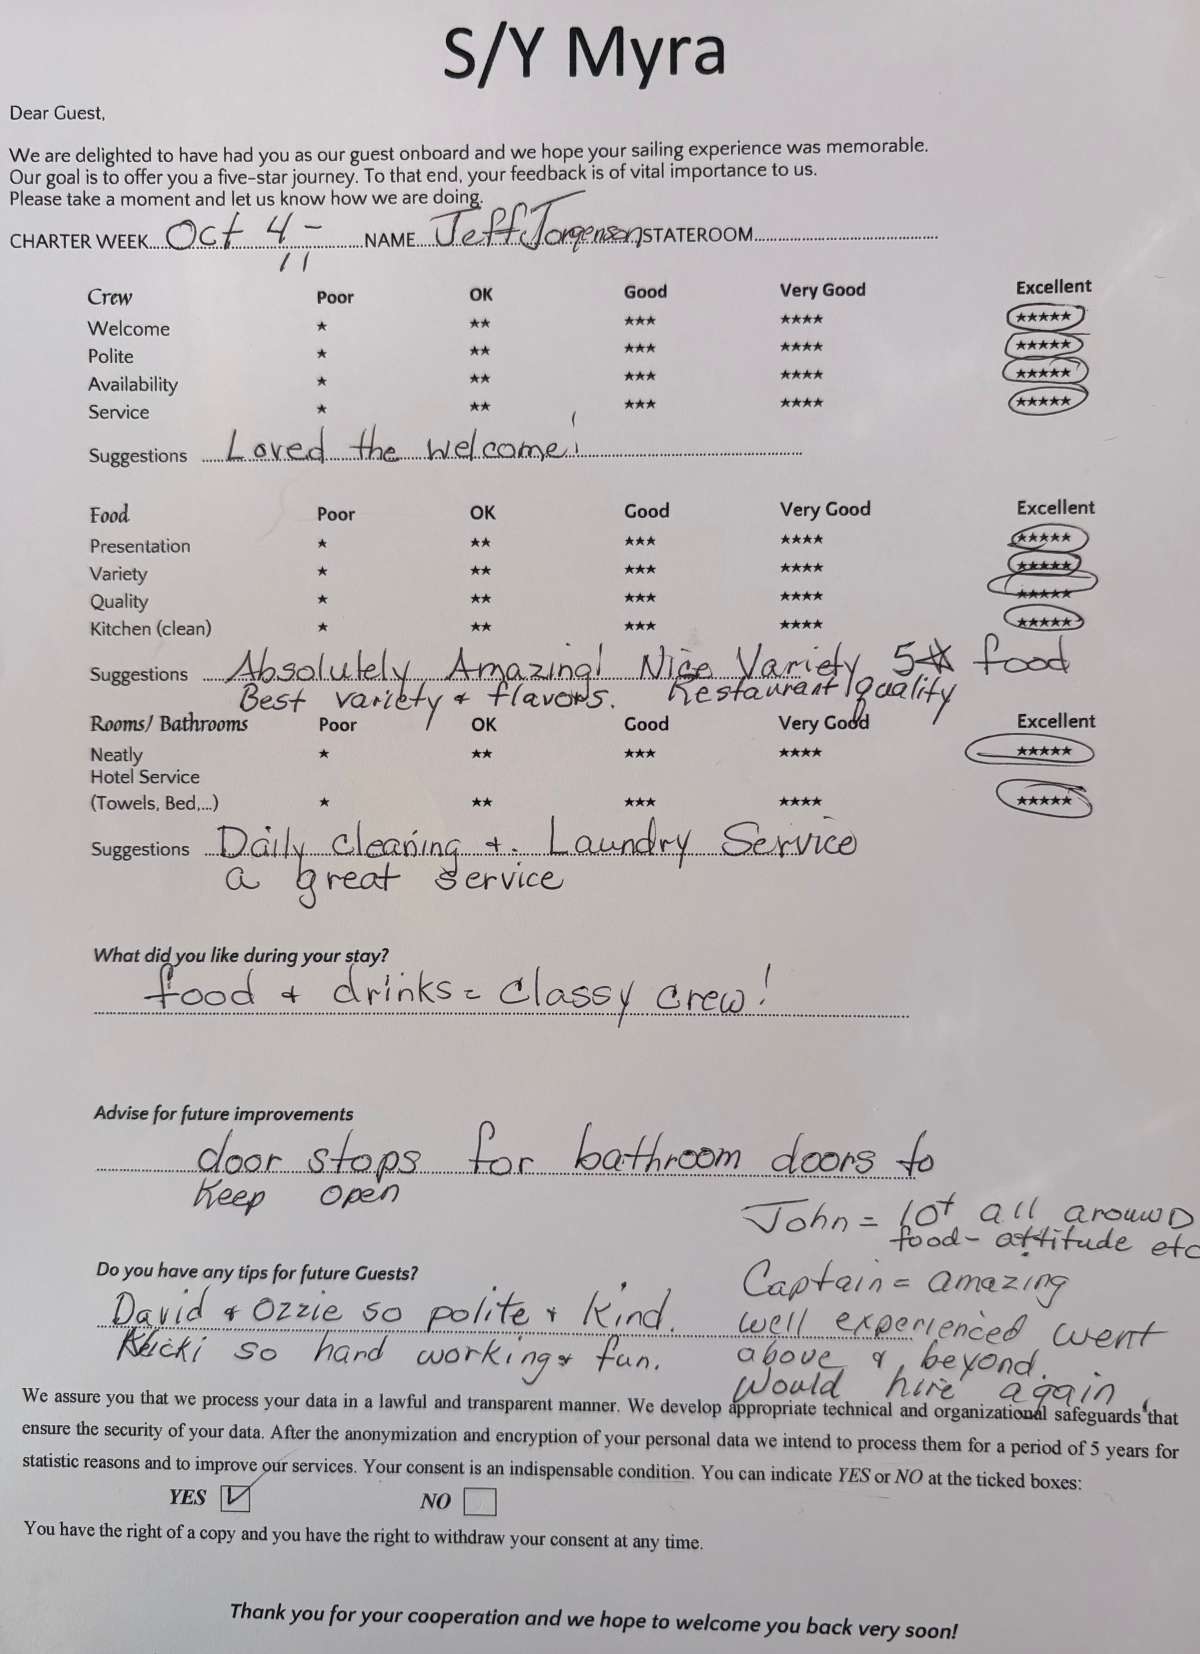 S/Y Myra
Dear Guest,
We are delighted to have had you as our guest onboard and we hope your sailing experience was memorable.
Our goal is to offer you a five-star journey. To that end, your feedback is of vital importance to us.
Please take a moment and let us know how we are doing.
CHARTER WEEK....Oct 4 -....NAME....Jeff Jorgensen STATEROOM....
11
Crew Poor OK Good Very Good Excellent
Welcome ★ ★★ ★★★ ★★★★ ★★★★★
Polite ★ ★★ ★★★ ★★★★ ★★★★★
Availability ★ ★★ ★★★ ★★★★ ★★★★★
Service ★ ★★ ★★★ ★★★★ ★★★★★
Suggestions Loved the welcome!
Food Poor OK Good Very Good Excellent
Presentation ★ ★★ ★★★ ★★★★ ★★★★★
Variety ★ ★★ ★★★ ★★★★ ★★★★★
Quality ★ ★★ ★★★ ★★★★ ★★★★★
Kitchen (clean) ★ ★★ ★★★ ★★★★ ★★★★★
Suggestions Absolutely Amazing! Nice Variety 5☆ food
Best variety & flavors. Restaurant quality
Rooms/ Bathrooms Poor OK Good Very Good Excellent
Neatly ★ ★★ ★★★ ★★★★ ★★★★★
Hotel Service
(Towels, Bed,...) ★ ★★ ★★★ ★★★★ ★★★★★
Suggestions Daily cleaning & Laundry Service
a great service
What did you like during your stay?
food & drinks = classy crew!
Advise for future improvements
door stops for bathroom doors to
Keep open
John = 10+ all around
food - attitude etc
Do you have any tips for future Guests?
Captain = amazing
David & Ozzie so polite & kind.
well experienced went
so hard working & fun.
above & beyond.
Would hire again
We assure you that we process your data in a lawful and transparent manner. We develop appropriate technical and organizational safeguards that
ensure the security of your data. After the anonymization and encryption of your personal data we intend to process them for a period of 5 years for
statistic reasons and to improve our services. Your consent is an indispensable condition. You can indicate YES or NO at the ticked boxes:
YES ☑ NO ☐
You have the right of a copy and you have the right to withdraw your consent at any time.
Thank you for your cooperation and we hope to welcome you back very soon!